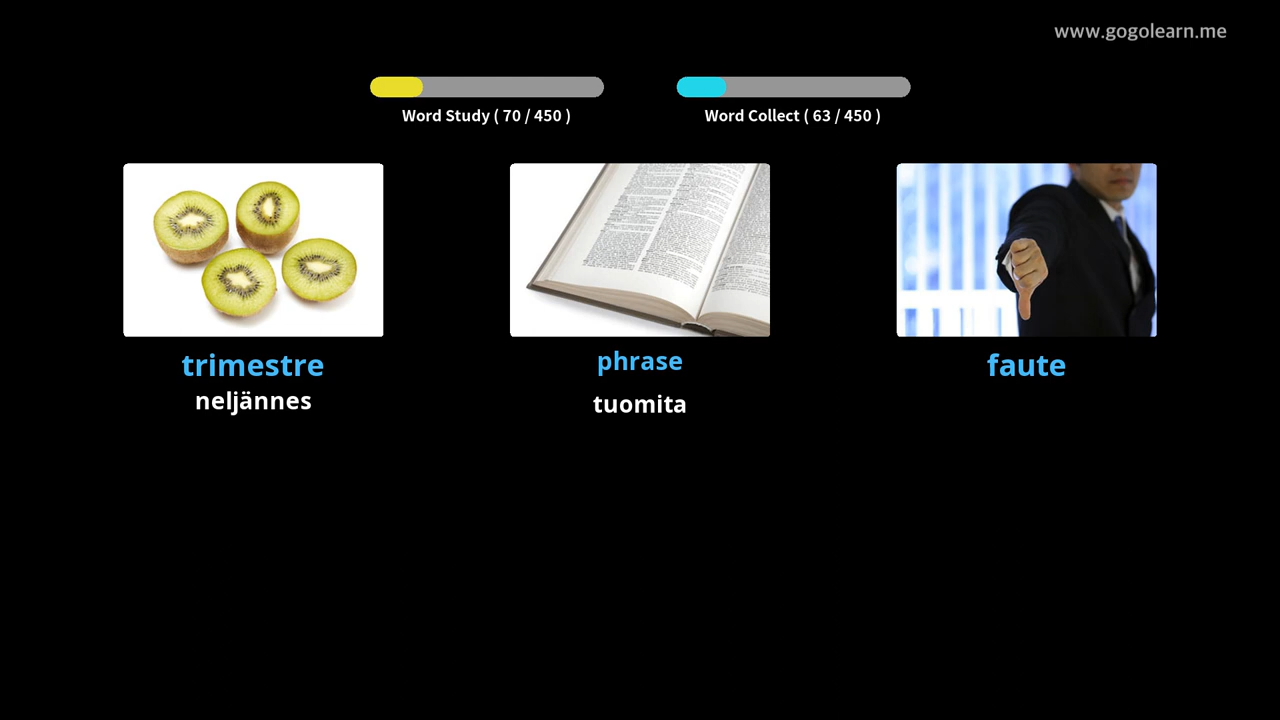 www.gogolearn.me
Word Study ( 70 / 450 )
Word Collect ( 63 / 450 )
trimestre
neljännes
phrase
tuomita
faute